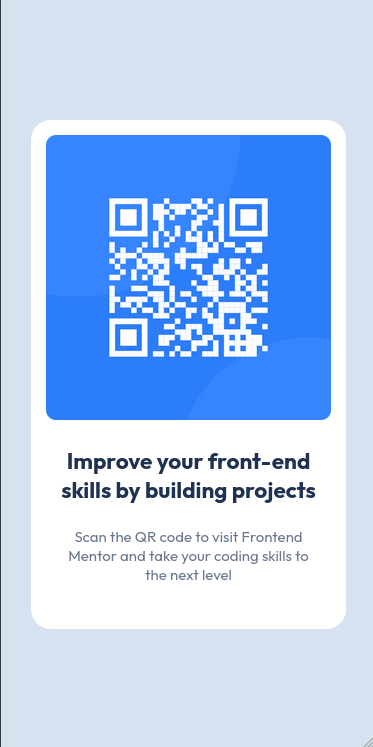 Improve your front-end
skills by building projects
Scan the QR code to visit Frontend
Mentor and take your coding skills to
the next level